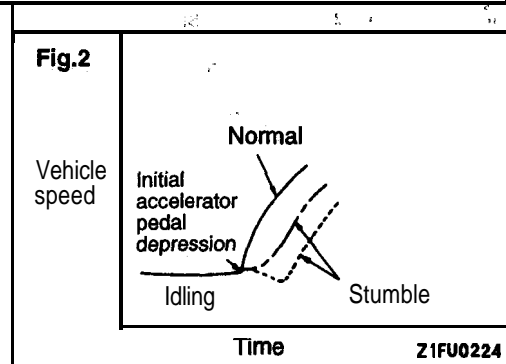 Fig.2
Normal
Vehicle
speed
Initial
accelerator
pedal
depression
Idling
Stumble
Time
Z1FU0224